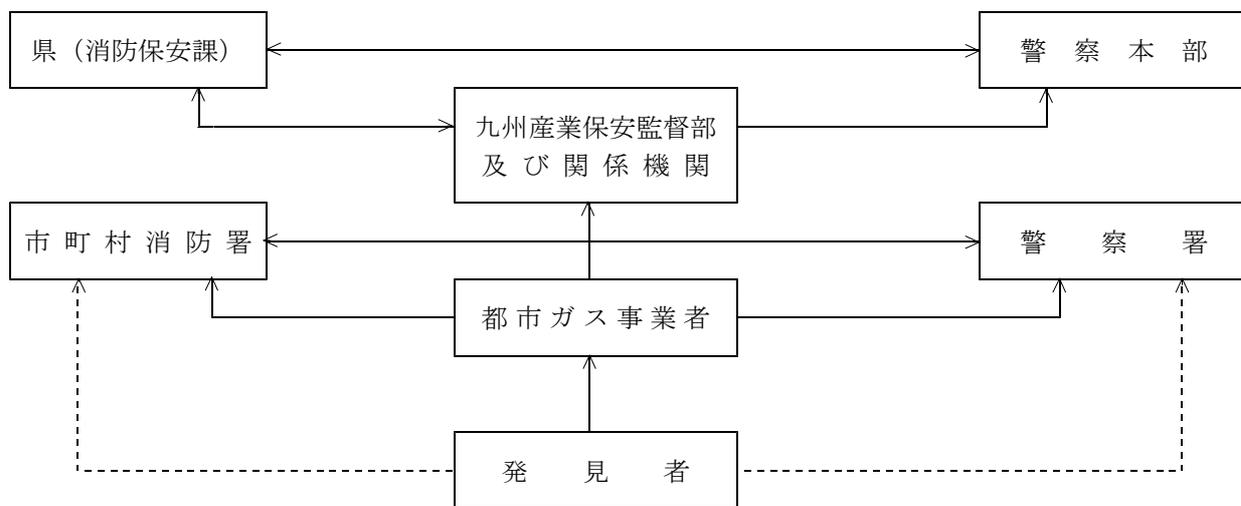 県（消防保安課）
警察本部
九州産業保安監督部
及び関係機関
市町村消防署
警察署
都市ガス事業者
発見者